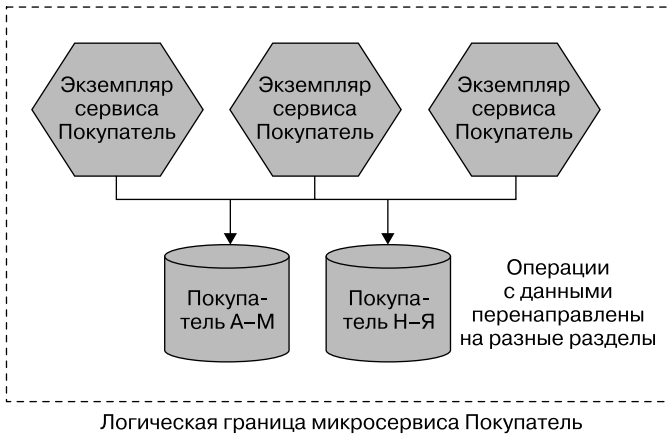 Экземпляр
сервиса
Покупатель
Экземпляр
сервиса
Покупатель
Экземпляр
сервиса
Покупатель
Покупа-
тель А–М
Покупа-
тель Н–Я
Операции
с данными
перенаправлены
на разные разделы
Логическая граница микросервиса Покупатель